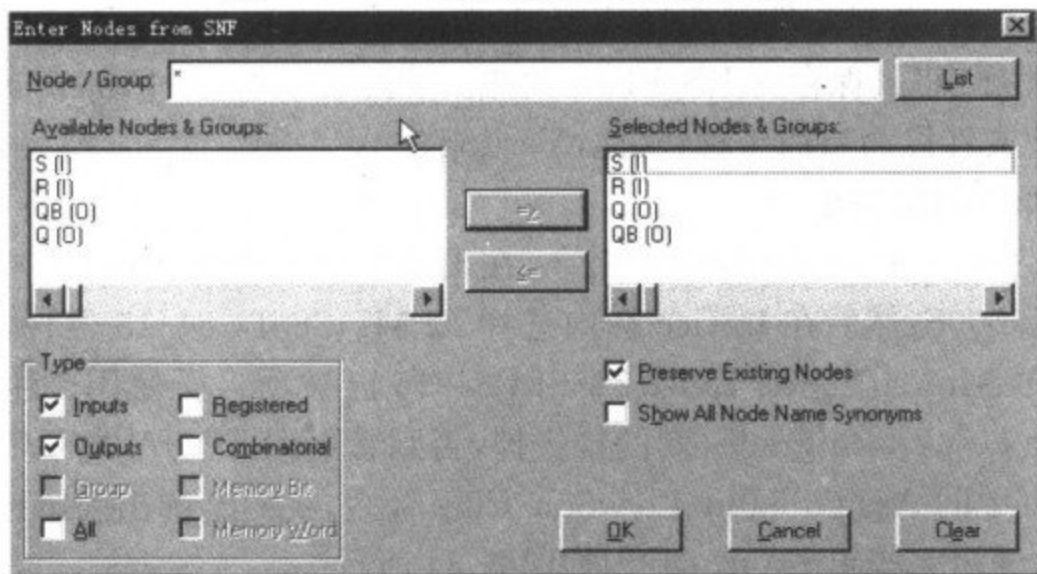 Enter Nodes from SNF
Node / Group: *
List
Available Nodes & Groups:
S (I)
R (I)
QB (O)
Q (O)
=>
<=
Selected Nodes & Groups:
S (I)
R (I)
Q (O)
QB (O)
Type
Inputs
Registered
Outputs
Combinatorial
Group
Memory Bit
All
Memory Word
Preserve Existing Nodes
Show All Node Name Synonyms
OK
Cancel
Clear